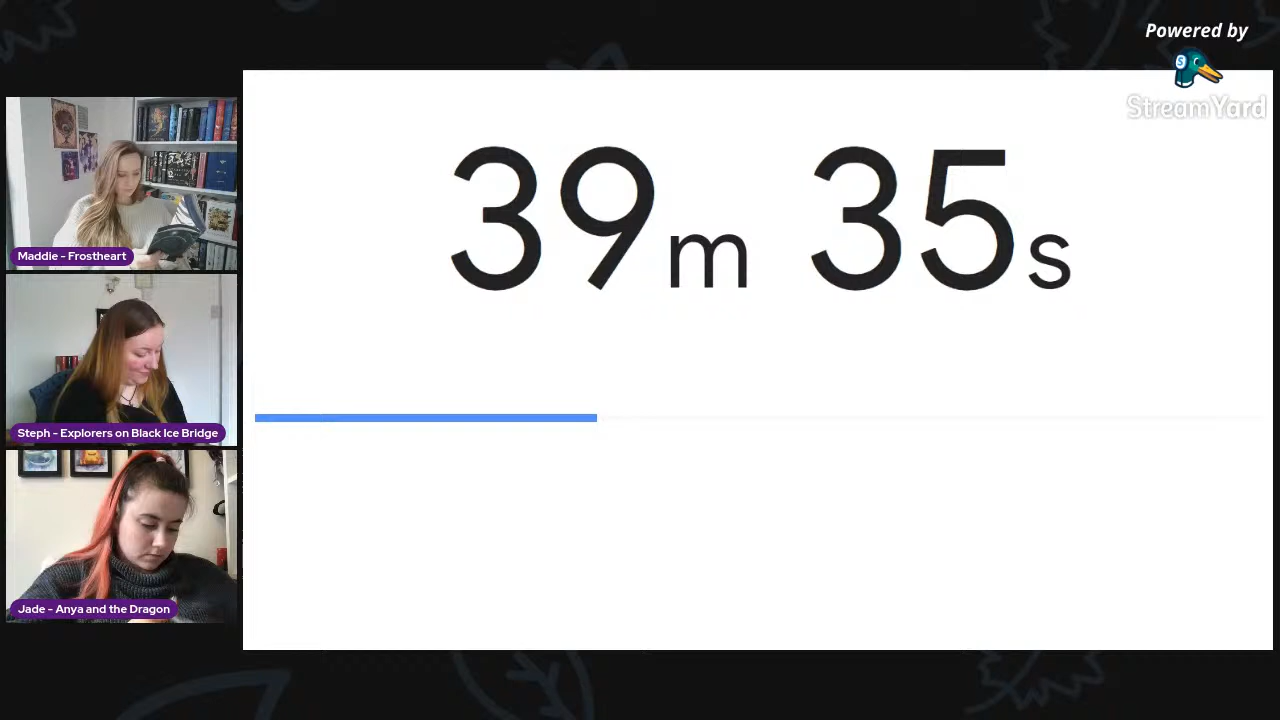 Powered by
StreamYard
39m 35s
Maddie - Frostheart
Steph - Explorers on Black Ice Bridge
Jade - Anya and the Dragon